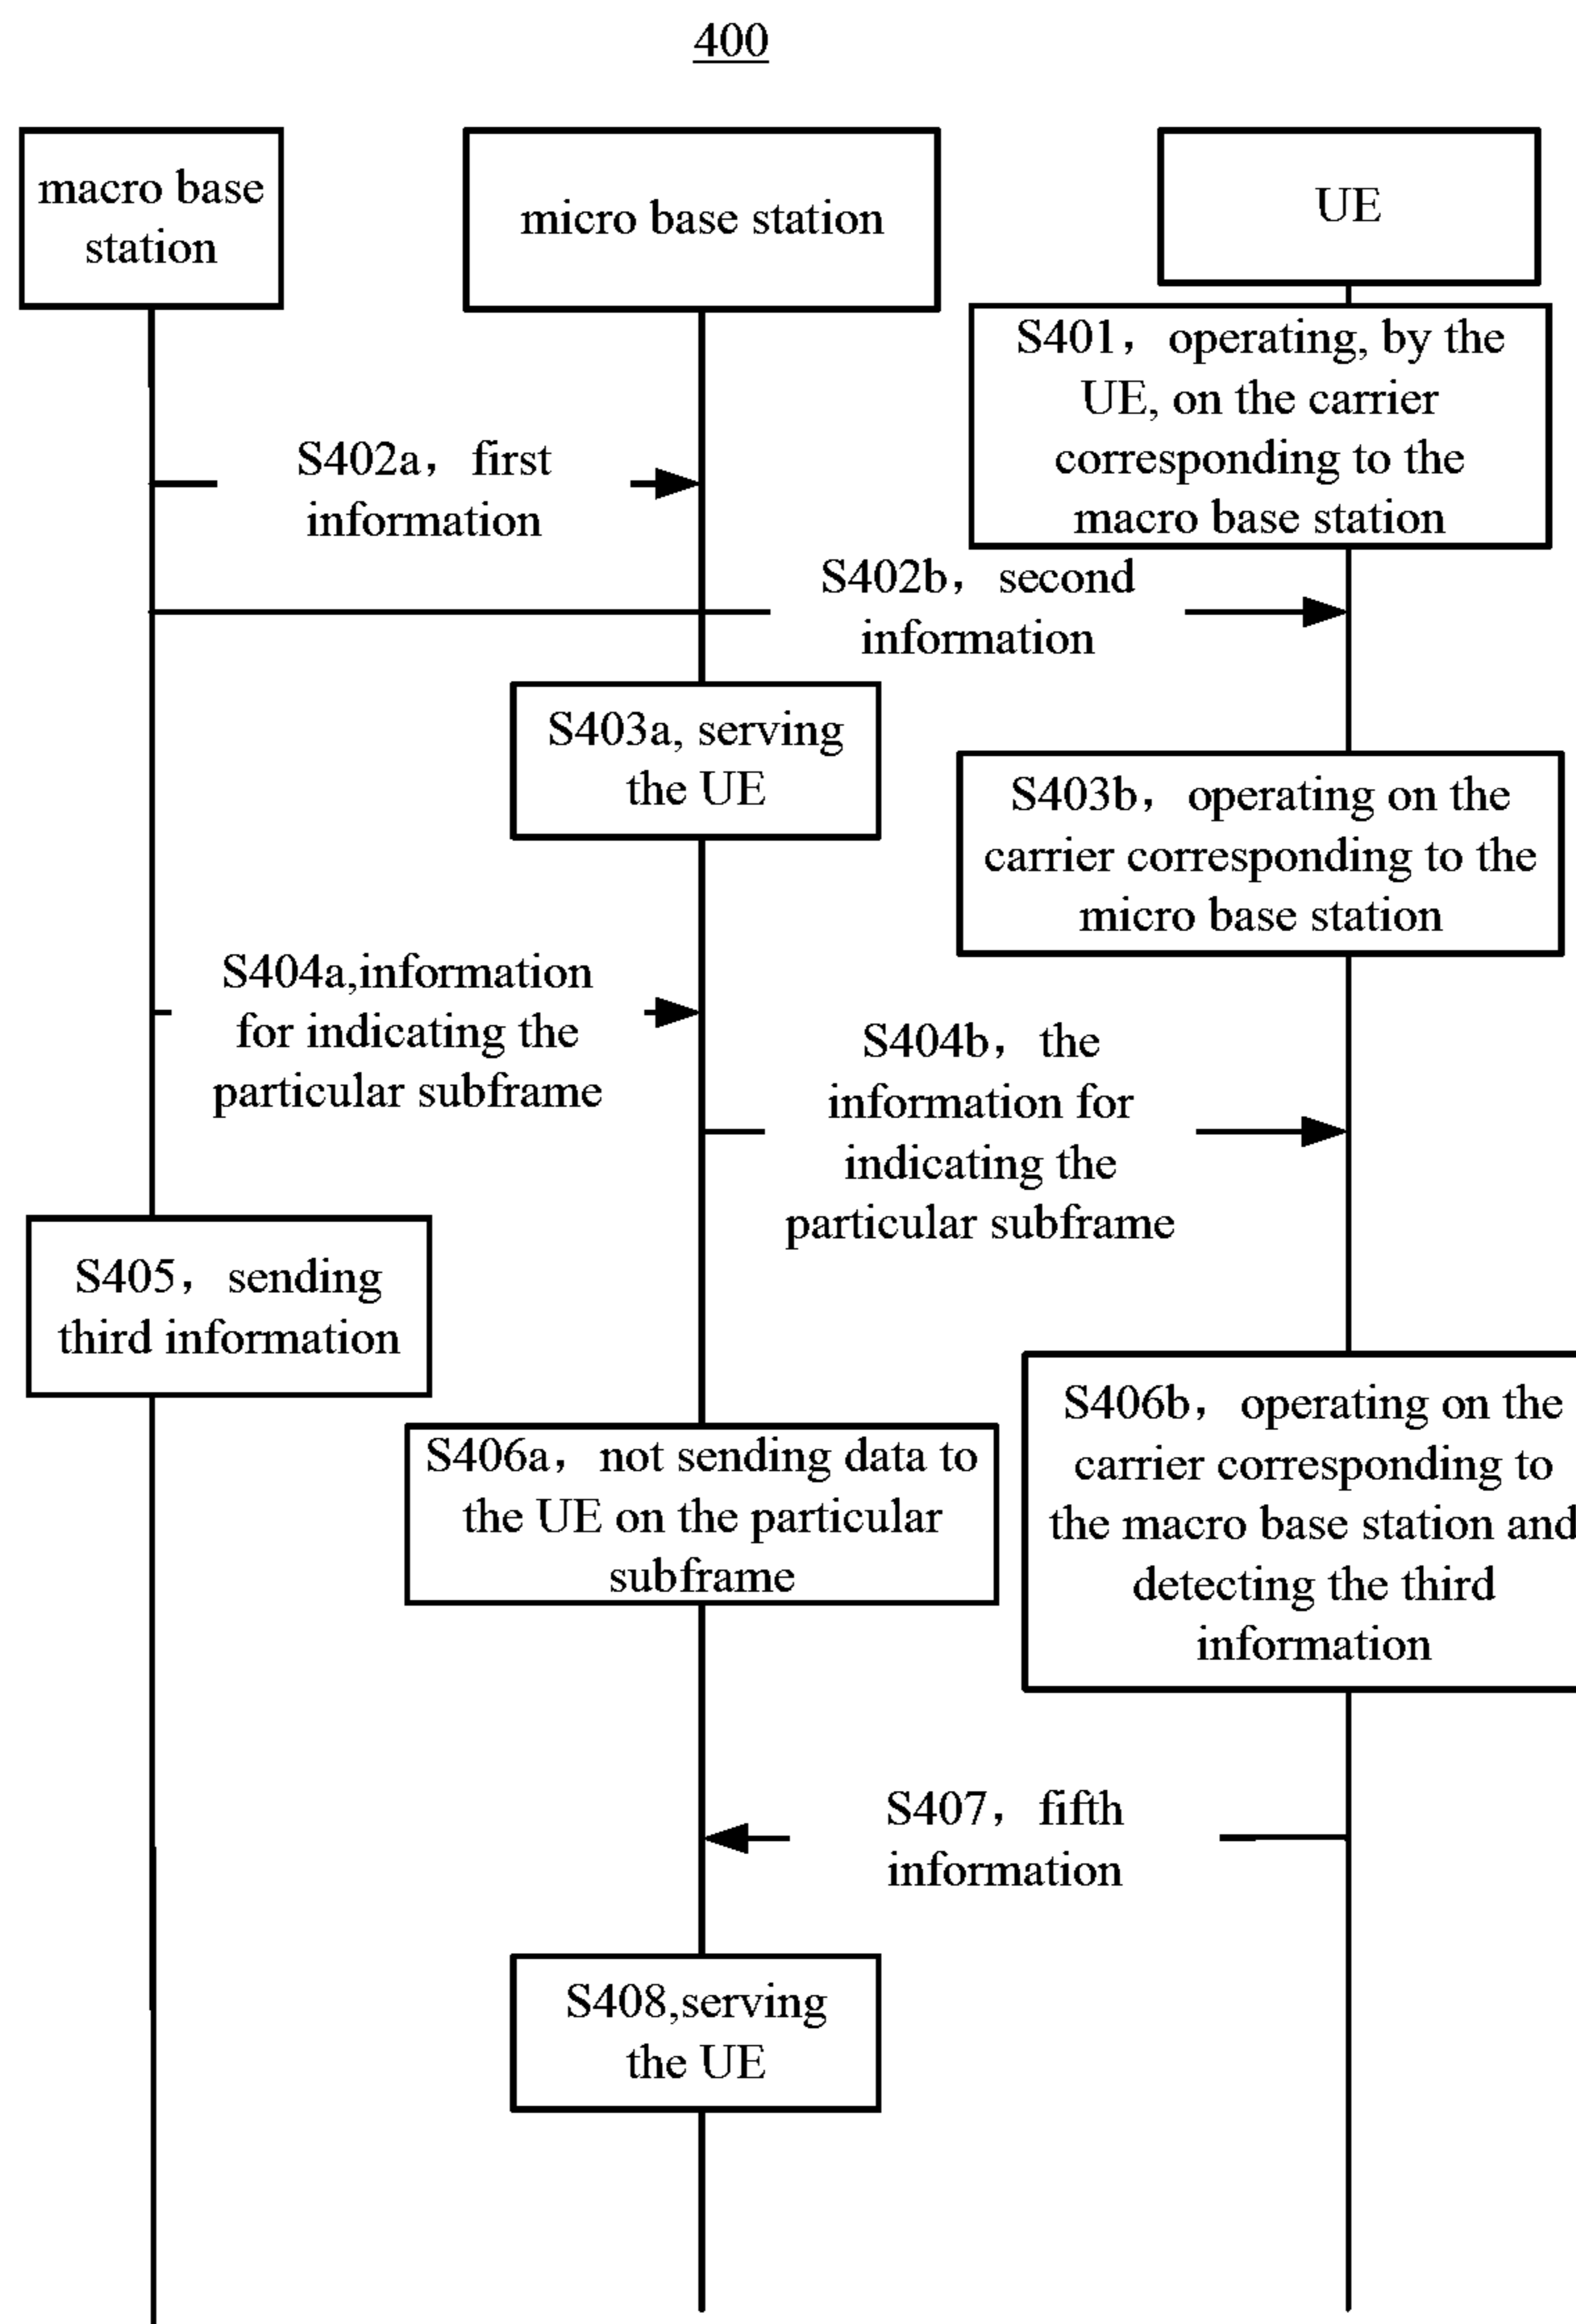 400
macro base
station
micro base station
UE
S401， operating, by the
UE, on the carrier
corresponding to the
macro base station
S402a， first
information
S402b， second
information
S403a, serving
the UE
S403b， operating on the
carrier corresponding to the
micro base station
S404a,information
for indicating the
particular subframe
S404b， the
information for
indicating the
particular subframe
S405， sending
third information
S406a， not sending data to
the UE on the particular
subframe
S406b， operating on the
carrier corresponding to
the macro base station and
detecting the third
information
S407， fifth
information
S408,serving
the UE